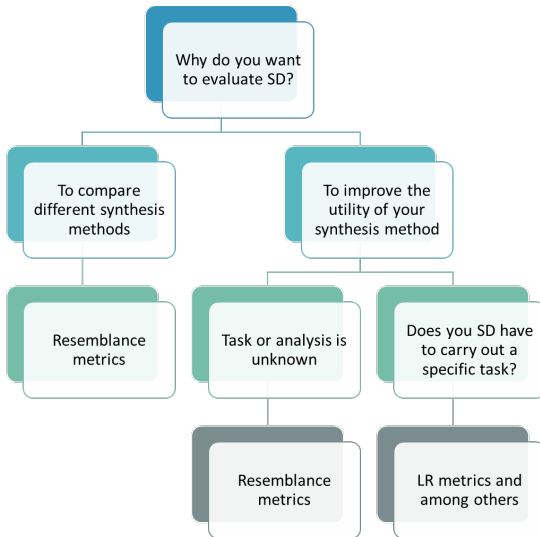 Why do you want
to evaluate SD?
To compare
different synthesis
methods
To improve the
utility of your
synthesis method
Resemblance
metrics
Task or analysis is
unknown
Does you SD have
to carry out a
specific task?
Resemblance
metrics
LR metrics and
among others